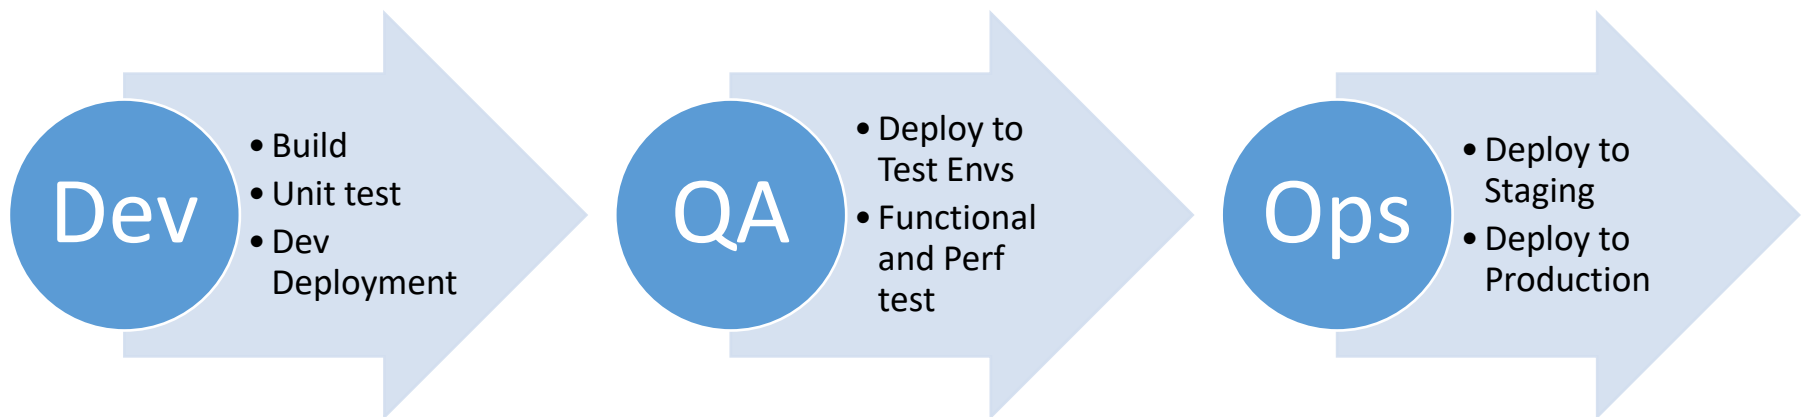 Dev
• Build
• Unit test
• Dev
Deployment
QA
• Deploy to
Test Envs
• Functional
and Perf
test
Ops
• Deploy to
Staging
• Deploy to
Production